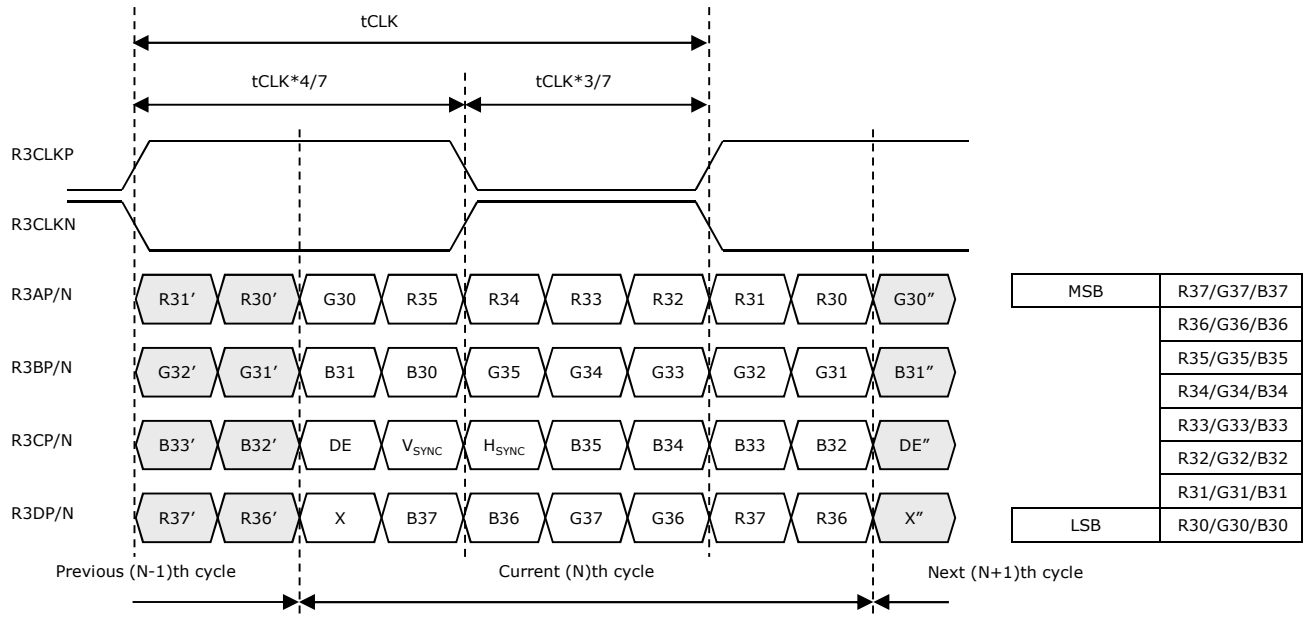 tCLK
tCLK*4/7 tCLK*3/7
R3CLKP
R3CLKN
R3AP/N R31′ R30′ G30 R35 R34 R33 R32 R31 R30 G30″
R3BP/N G32′ G31′ B31 B30 G35 G34 G33 G32 G31 B31″
R3CP/N B33′ B32′ DE VSYNC HSYNC B35 B34 B33 B32 DE″
R3DP/N R37′ R36′ X B37 B36 G37 G36 R37 R36 X″
Previous (N-1)th cycle Current (N)th cycle Next (N+1)th cycle
MSB R37/G37/B37
R36/G36/B36
R35/G35/B35
R34/G34/B34
R33/G33/B33
R32/G32/B32
R31/G31/B31
LSB R30/G30/B30